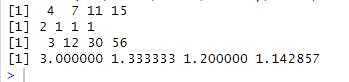 [1]  4  7 11 15
[1] 2 1 1 1
[1]  3 12 30 56
[1] 3.000000 1.333333 1.200000 1.142857
>